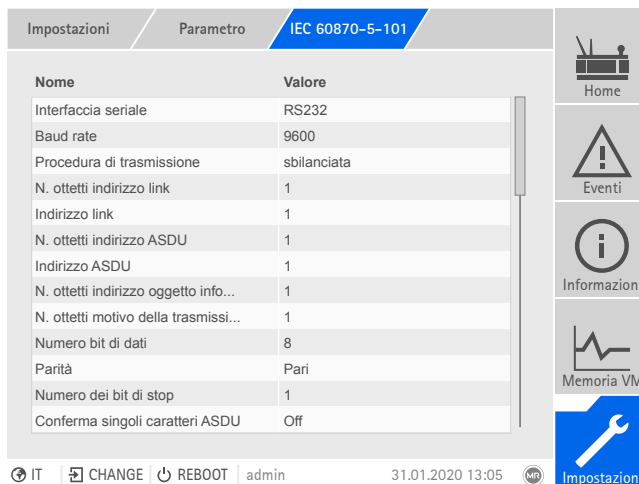 Impostazioni Parametro IEC 60870-5-101
Nome Valore
Interfaccia seriale RS232
Baud rate 9600
Procedura di trasmissione sbilanciata
N. ottetti indirizzo link 1
Indirizzo link 1
N. ottetti indirizzo ASDU 1
Indirizzo ASDU 1
N. ottetti indirizzo oggetto info... 1
N. ottetti motivo della trasmissi... 1
Numero bit di dati 8
Parità Pari
Numero dei bit di stop 1
Conferma singoli caratteri ASDU Off
Home
Eventi
Informazion
Memoria VM
Impostazion
IT CHANGE REBOOT admin 31.01.2020 13:05 MR